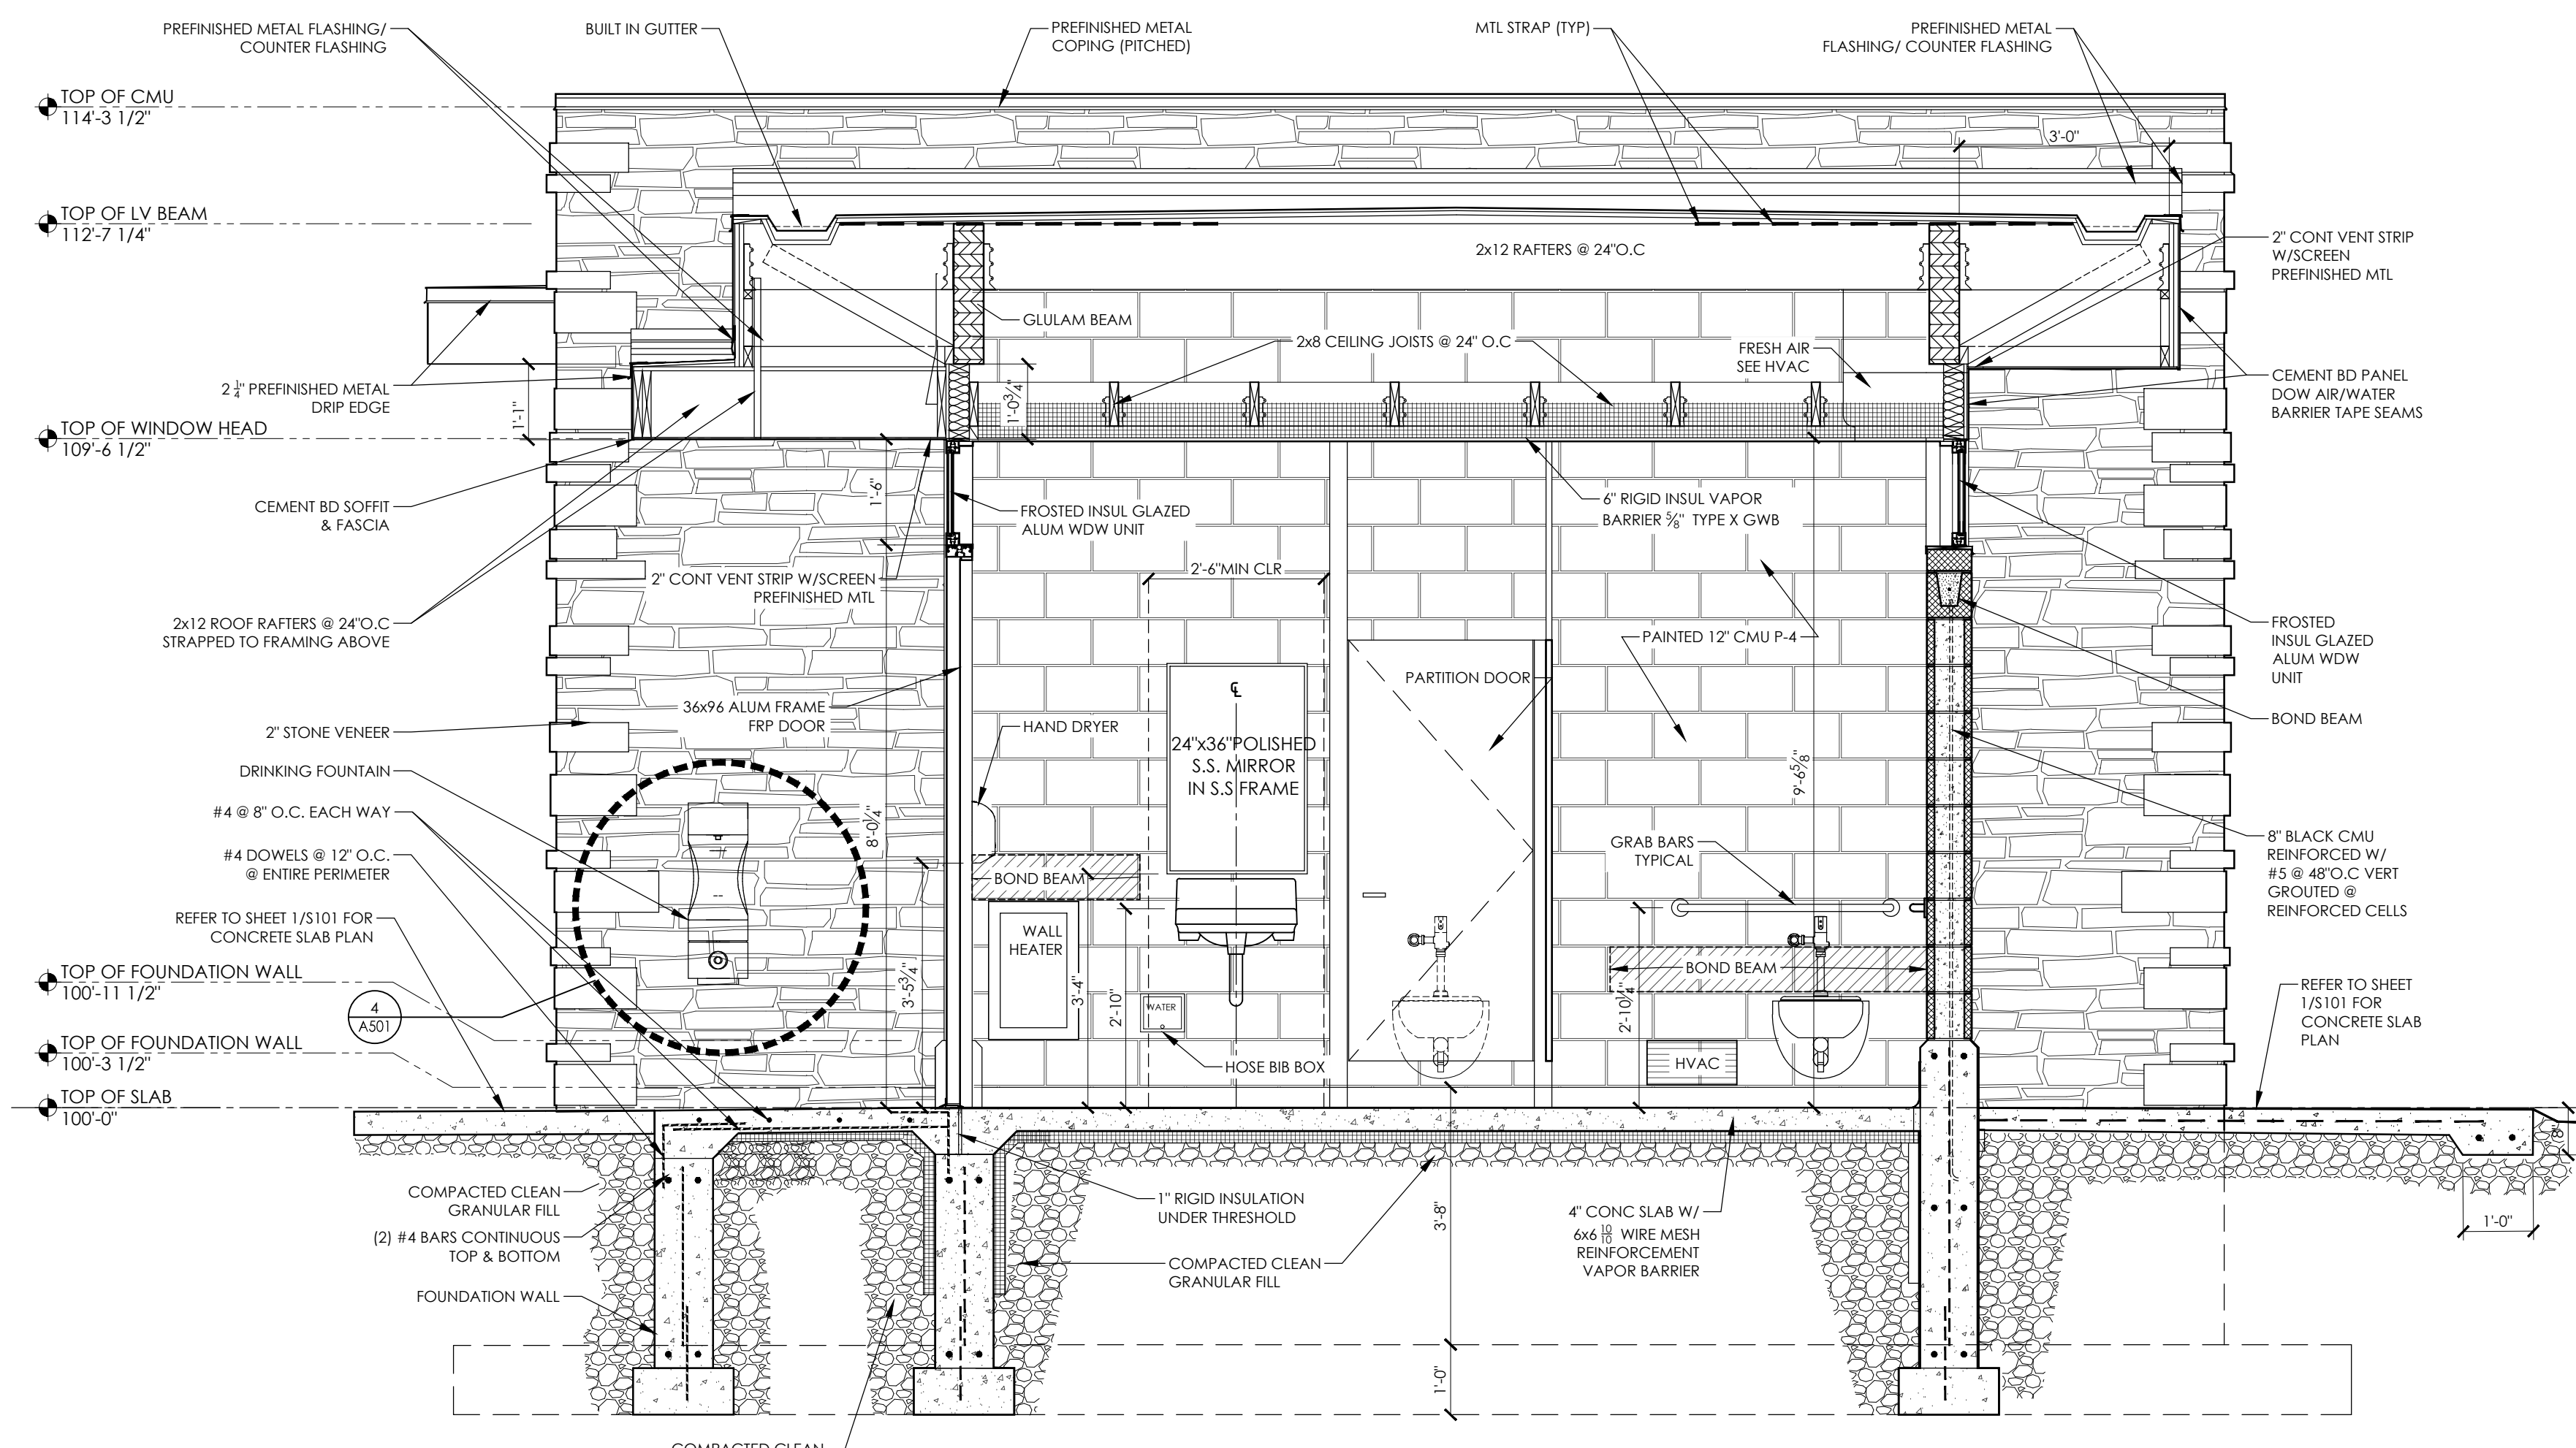 PREFINISHED METAL FLASHING/
COUNTER FLASHING
BUILT IN GUTTER
PREFINISHED METAL
COPING (PITCHED)
MTL STRAP (TYP)
PREFINISHED METAL
FLASHING/ COUNTER FLASHING
TOP OF CMU
114'-3 1/2"
3'-0"
TOP OF LV BEAM
112'-7 1/4"
2x12 RAFTERS @ 24"O.C
2" CONT VENT STRIP
W/SCREEN
PREFINISHED MTL
GLULAM BEAM
2x8 CEILING JOISTS @ 24" O.C
FRESH AIR
SEE HVAC
2 1/4" PREFINISHED METAL
DRIP EDGE
1'-1"
1'-0 3/4"
CEMENT BD PANEL
DOW AIR/WATER
BARRIER TAPE SEAMS
TOP OF WINDOW HEAD
109'-6 1/2"
CEMENT BD SOFFIT
& FASCIA
1'-6"
FROSTED INSUL GLAZED
ALUM WDW UNIT
6" RIGID INSUL VAPOR
BARRIER 5/8" TYPE X GWB
2" CONT VENT STRIP W/SCREEN
PREFINISHED MTL
2'-6"MIN CLR
2x12 ROOF RAFTERS @ 24"O.C
STRAPPED TO FRAMING ABOVE
PAINTED 12" CMU P-4
FROSTED
INSUL GLAZED
ALUM WDW
UNIT
PARTITION DOOR
36x96 ALUM FRAME
FRP DOOR
HAND DRYER
CL
24"x36"POLISHED
S.S. MIRROR
IN S.S FRAME
BOND BEAM
2" STONE VENEER
DRINKING FOUNTAIN
#4 @ 8" O.C. EACH WAY
#4 DOWELS @ 12" O.C.
@ ENTIRE PERIMETER
8'-0 1/4"
9'-6 5/8"
GRAB BARS
TYPICAL
8" BLACK CMU
REINFORCED W/
#5 @ 48"O.C VERT
GROUTED @
REINFORCED CELLS
BOND BEAM
REFER TO SHEET 1/S101 FOR
CONCRETE SLAB PLAN
WALL
HEATER
BOND BEAM
TOP OF FOUNDATION WALL
100'-11 1/2"
4
A501
3'-5 3/4"
3'-4"
2'-10"
WATER
2'-10 1/4"
REFER TO SHEET
1/S101 FOR
CONCRETE SLAB
PLAN
TOP OF FOUNDATION WALL
100'-3 1/2"
HOSE BIB BOX
HVAC
TOP OF SLAB
100'-0"
8"
COMPACTED CLEAN
GRANULAR FILL
(2) #4 BARS CONTINUOUS
TOP & BOTTOM
FOUNDATION WALL
1" RIGID INSULATION
UNDER THRESHOLD
COMPACTED CLEAN
GRANULAR FILL
3'-8"
4" CONC SLAB W/
6x6 10/10 WIRE MESH
REINFORCEMENT
VAPOR BARRIER
1'-0"
1'-0"
COMPACTED CLEAN